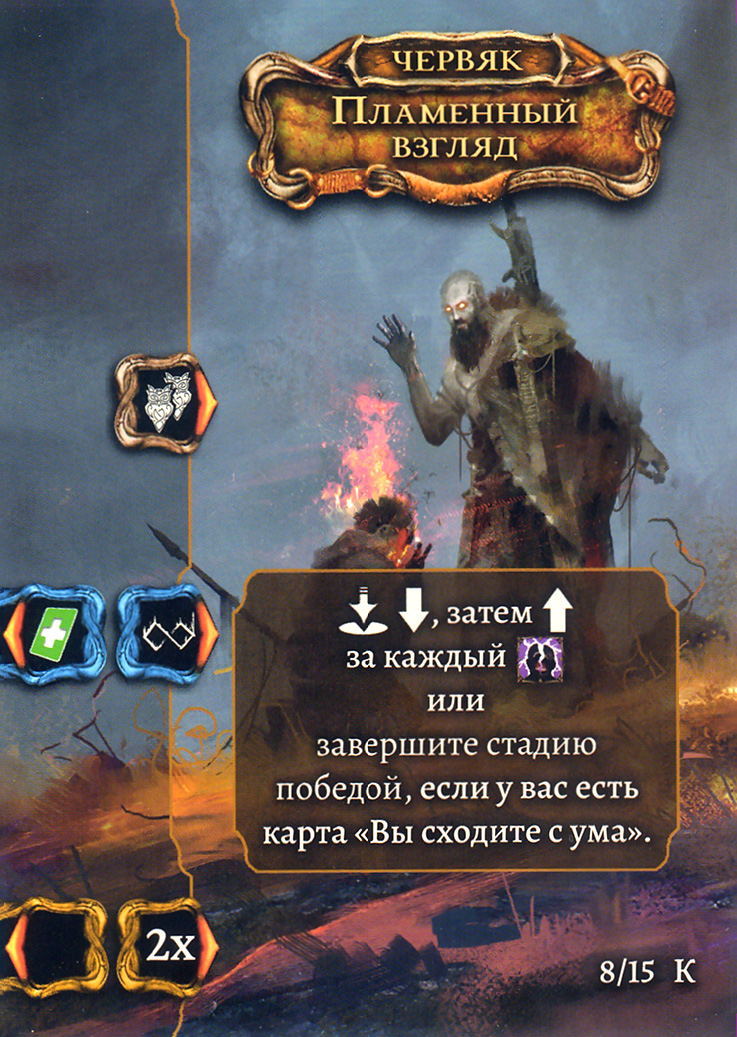 ЧЕРВЯК
ПЛАМЕННЫЙ
ВЗГЛЯД
, затем
за каждый
или
завершите стадию
победой, если у вас есть
карта «Вы сходите с ума».
2x
8/15 К